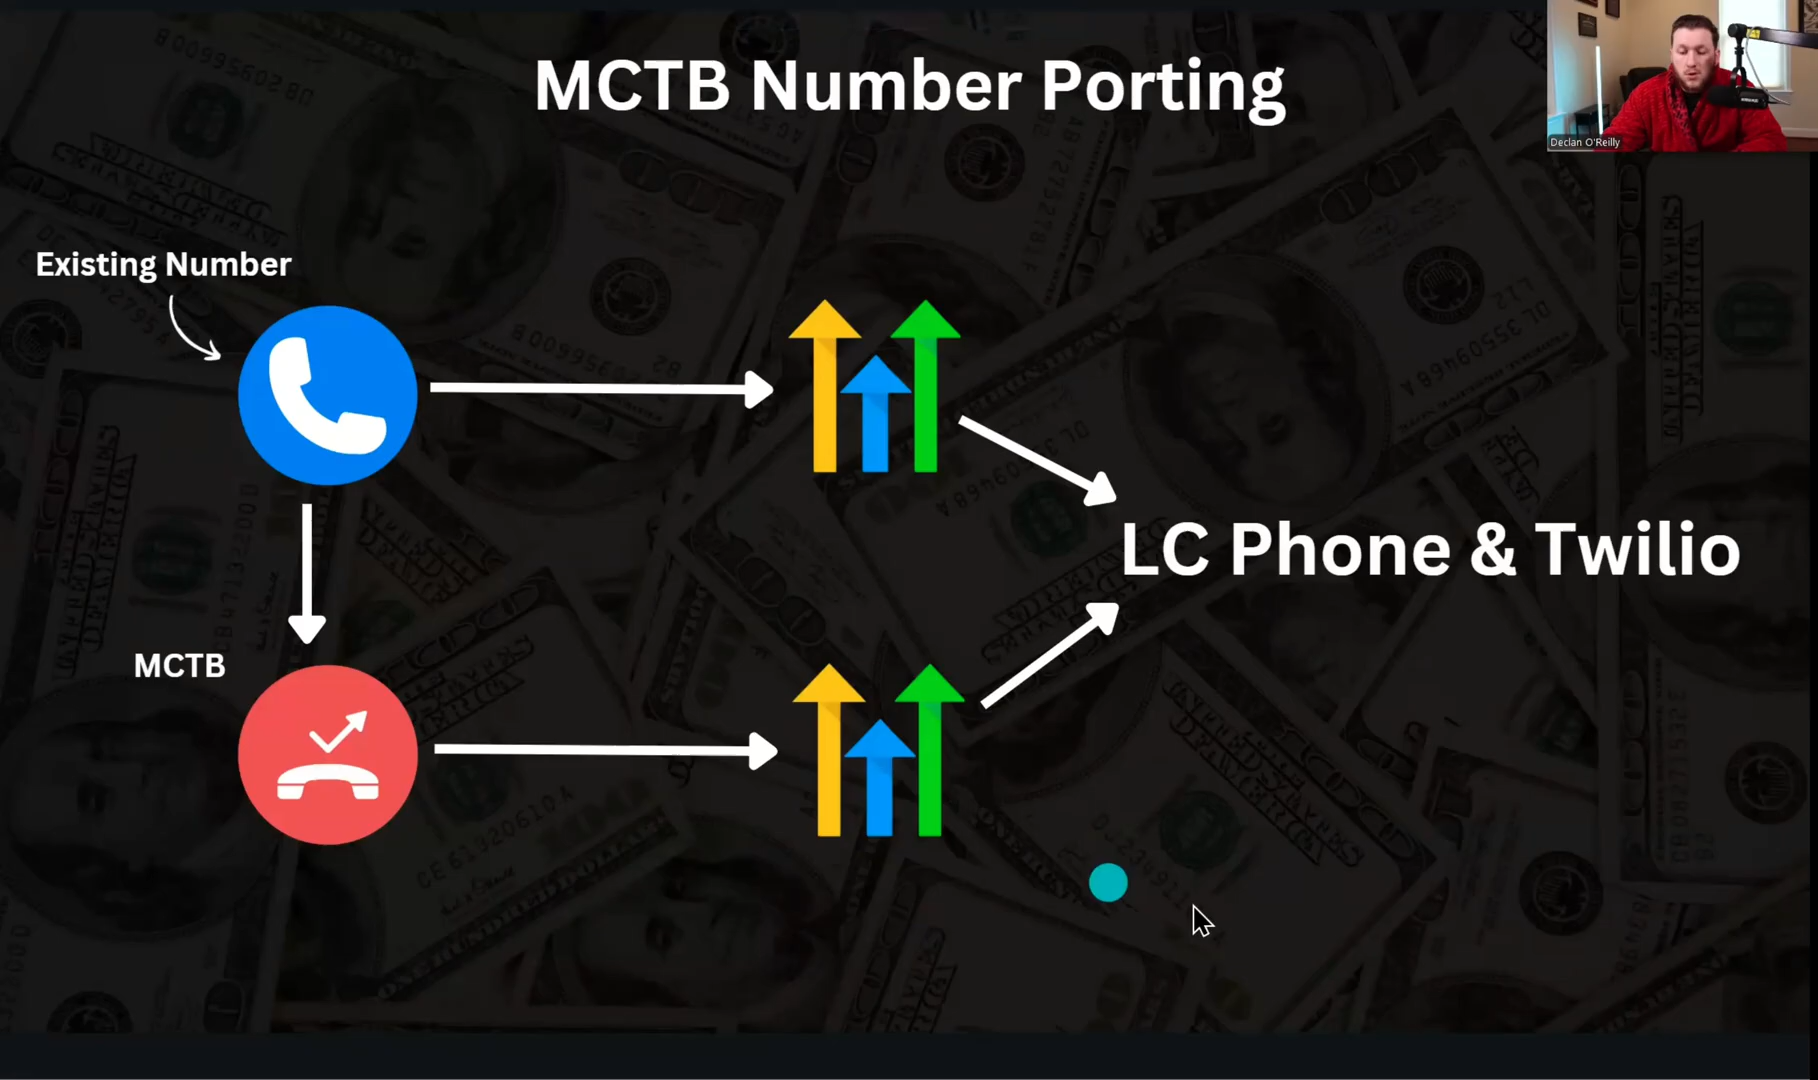 MCTB Number Porting
Declan O'Reilly
Existing Number
LC Phone & Twilio
MCTB